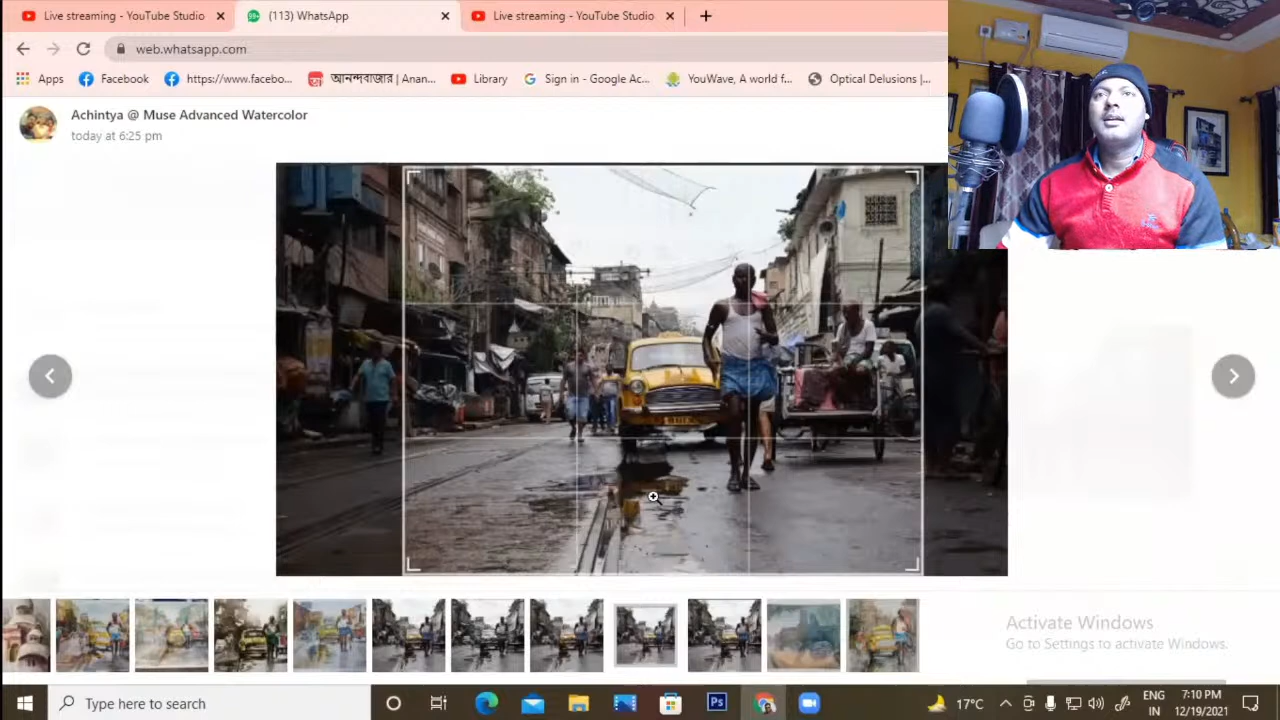 Live streaming - YouTube Studio
(113) WhatsApp
Live streaming - YouTube Studio
web.whatsapp.com
Apps
Facebook
https://www.facebo...
আনন্দবাজার | Anan...
Library
Sign in - Google Ac...
YouWave, A world f...
Optical Delusions |...
Achintya @ Muse Advanced Watercolor
today at 6:25 pm
Activate Windows
Go to Settings to activate Windows.
Type here to search
Ps
17°C
ENG
IN
7:10 PM
12/19/2021